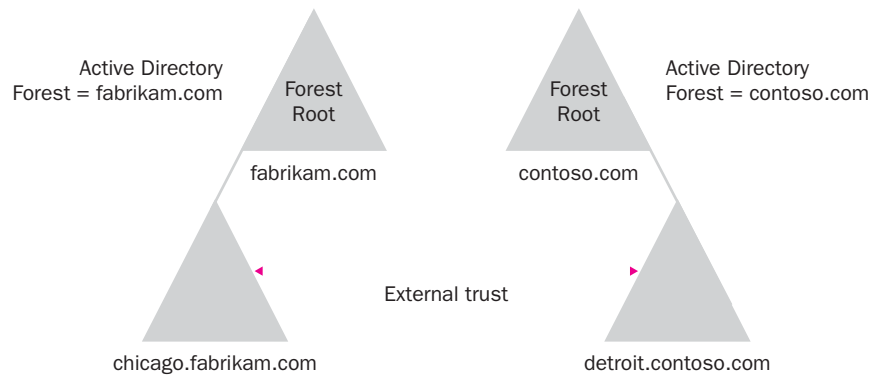 Active Directory
Forest = fabrikam.com
Forest
Root
fabrikam.com
Forest
Root
contoso.com
Active Directory
Forest = contoso.com
External trust
chicago.fabrikam.com
detroit.contoso.com